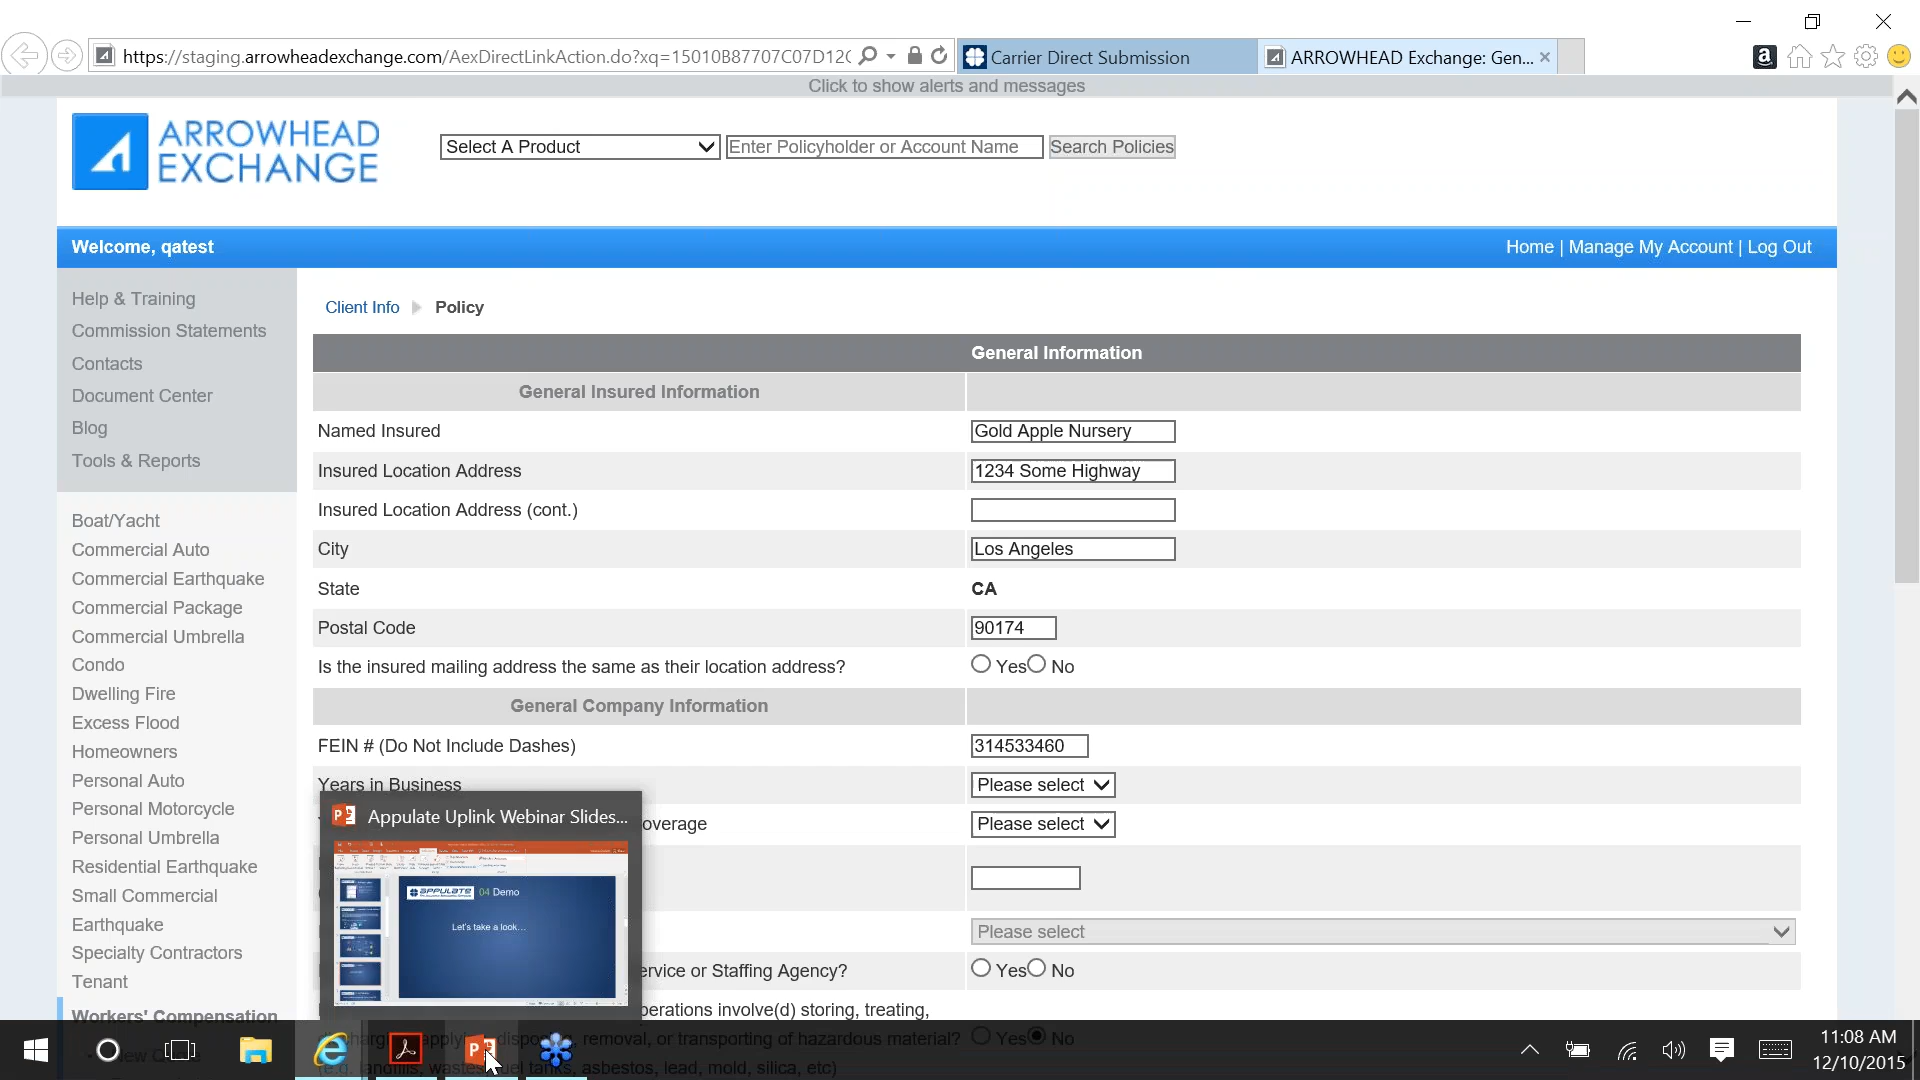 https://staging.arrowheadexchange.com/AexDirectLinkAction.do?xq=15010B87707C07D12(
Carrier Direct Submission
ARROWHEAD Exchange: Gen...
Click to show alerts and messages
ARROWHEAD
EXCHANGE
Select A Product
Enter Policyholder or Account Name
Search Policies
Welcome, qatest
Home | Manage My Account | Log Out
Help & Training
Commission Statements
Contacts
Document Center
Blog
Tools & Reports
Boat/Yacht
Commercial Auto
Commercial Earthquake
Commercial Package
Commercial Umbrella
Condo
Dwelling Fire
Excess Flood
Homeowners
Personal Auto
Personal Motorcycle
Personal Umbrella
Residential Earthquake
Small Commercial
Earthquake
Specialty Contractors
Tenant
Workers' Compensation
Client Info Policy
General Information
General Insured Information
Named Insured Gold Apple Nursery
Insured Location Address 1234 Some Highway
Insured Location Address (cont.)
City Los Angeles
State CA
Postal Code 90174
Is the insured mailing address the same as their location address? Yes No
General Company Information
FEIN # (Do Not Include Dashes) 314533460
Years in Business Please select
overage Please select
Please select
ervice or Staffing Agency? Yes No
perations involve(d) storing, treating,
removal, or transporting of hazardous material? Yes No
tanks, asbestos, lead, mold, silica, etc)
Appulate Uplink Webinar Slides...
APPULATE 04 Demo
Let's take a look...
11:08 AM
12/10/2015